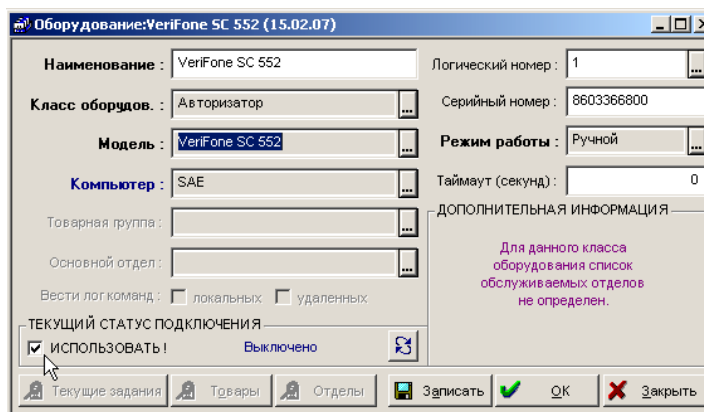 Оборудование:VeriFone SC 552 (15.02.07)
Наименование : VeriFone SC 552
Логический номер : 1 ...
Класс оборудов. : Авторизатор ...
Серийный номер : 8603366800
Модель : VeriFone SC 552 ...
Режим работы : Ручной ...
Компьютер : SAE ...
Таймаут (секунд) : 0
Товарная группа : ...
ДОПОЛНИТЕЛЬНАЯ ИНФОРМАЦИЯ
Для данного класса
оборудования список
обслуживаемых отделов
не определен.
Основной отдел : ...
Вести лог команд : локальных удаленных
ТЕКУЩИЙ СТАТУС ПОДКЛЮЧЕНИЯ
ИСПОЛЬЗОВАТЬ ! Выключено
Текущие задания Товары Отделы Записать OK Закрыть